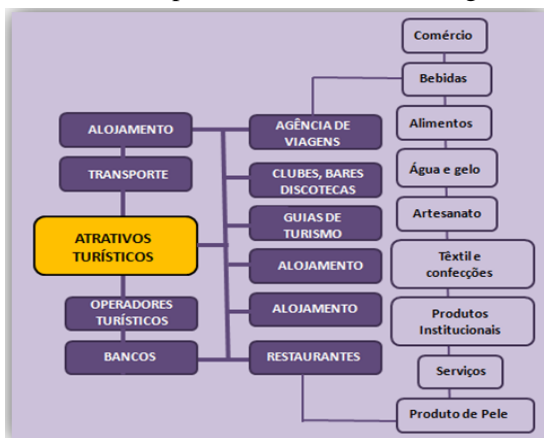 ALOJAMENTO
TRANSPORTE
ATRATIVOS
TURÍSTICOS
OPERADORES
TURÍSTICOS
BANCOS
AGÊNCIA DE
VIAGENS
CLUBES, BARES
DISCOTECAS
GUIAS DE
TURISMO
ALOJAMENTO
ALOJAMENTO
RESTAURANTES
Comércio
Bebidas
Alimentos
Água e gelo
Artesanato
Têxtil e
confecções
Produtos
Institucionais
Serviços
Produto de Pele